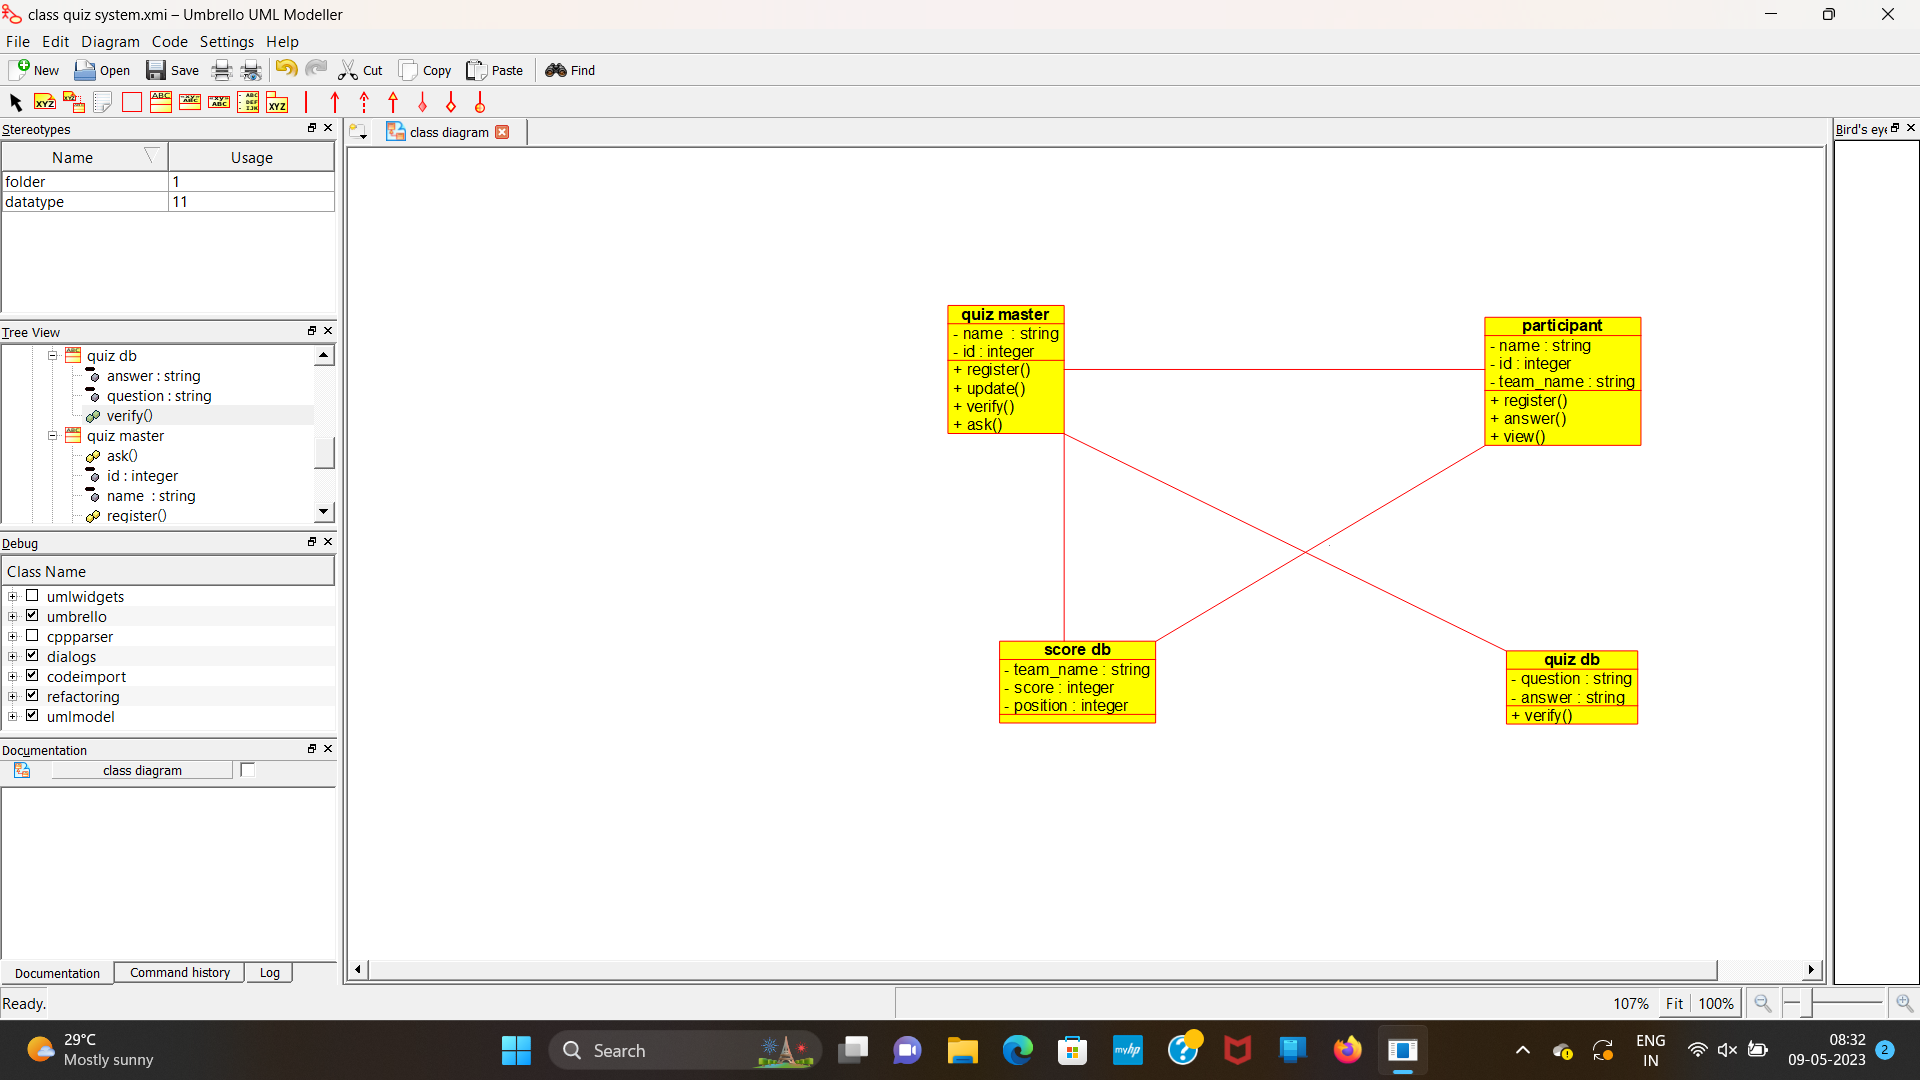 class quiz system.xmi – Umbrello UML Modeller
File Edit Diagram Code Settings Help
New Open Save Cut Copy Paste Find
Stereotypes
Name Usage
folder 1
datatype 11
Tree View
quiz db
answer : string
question : string
verify()
quiz master
ask()
id : integer
name : string
register()
Debug
Class Name
umlwidgets
umbrello
cppparser
dialogs
codeimport
refactoring
umlmodel
Documentation
class diagram
Documentation Command history Log
Ready.
class diagram
quiz master
- name : string
- id : integer
+ register()
+ update()
+ verify()
+ ask()
participant
- name : string
- id : integer
- team_name : string
+ register()
+ answer()
+ view()
score db
- team_name : string
- score : integer
- position : integer
quiz db
- question : string
- answer : string
+ verify()
Bird's eye
107% Fit 100%
29°C
Mostly sunny
Search
myhp
ENG
IN
08:32
09-05-2023
2